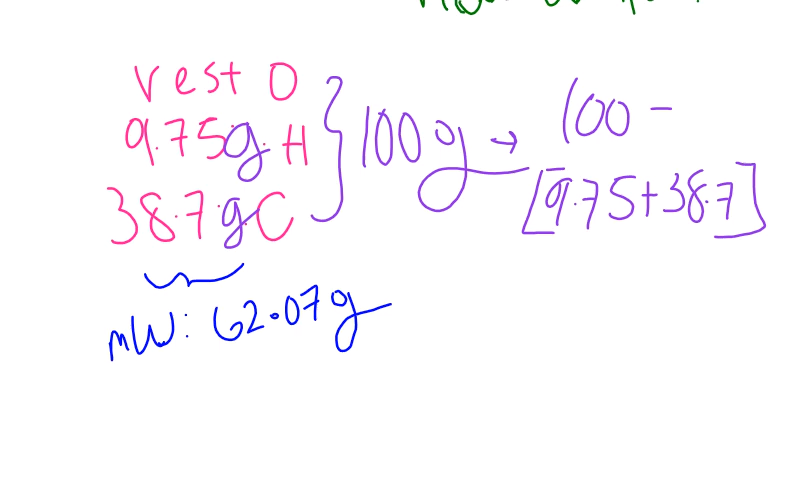 rest O
9.75g H } 100g → 100 -
38.7g C [9.75+38.7]
mW: 62.07g